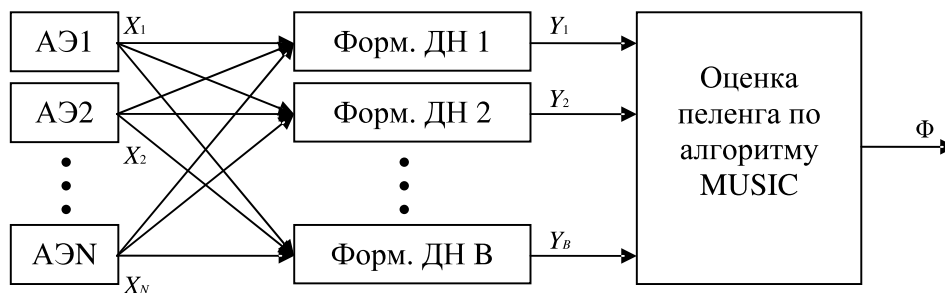 АЭ1
X1
Форм. ДН 1
Y1
АЭ2
X2
Форм. ДН 2
Y2
Оценка
пеленга по
алгоритму
MUSIC
Φ
АЭN
XN
Форм. ДН B
YB